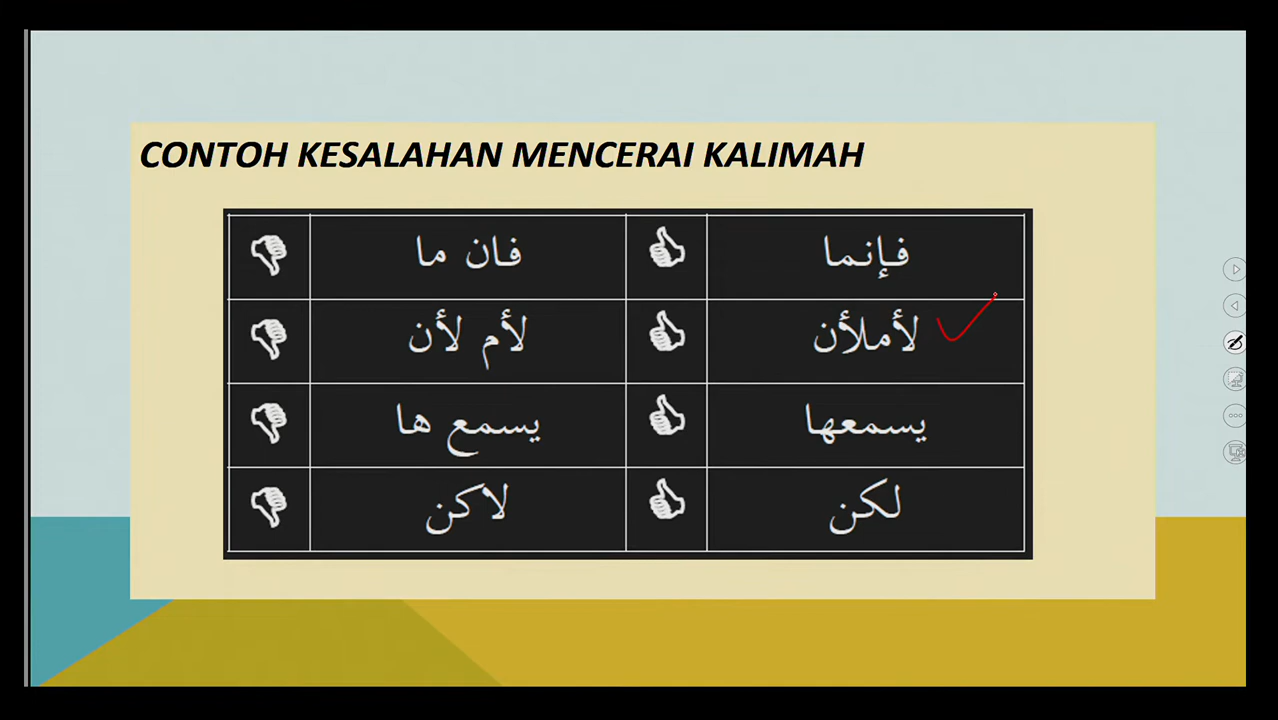 CONTOH KESALAHAN MENCERAI KALIMAH
فإنما فان ما
لأملأن لأم لأن
يسمعها يسمع ها
لكن لاكن